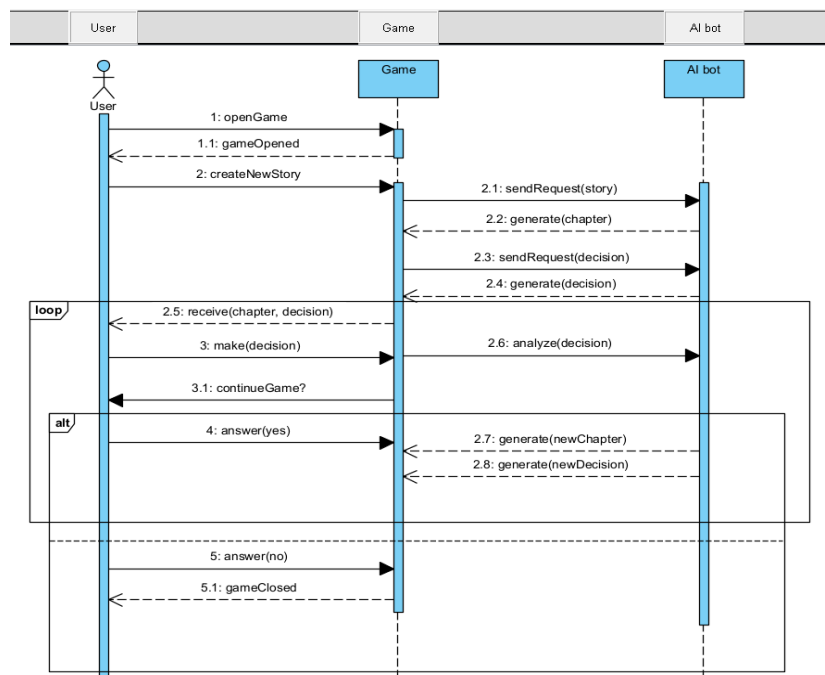 User Game AI bot
Game AI bot
User
1: openGame
1.1: gameOpened
2: createNewStory
2.1: sendRequest(story)
2.2: generate(chapter)
2.3: sendRequest(decision)
2.4: generate(decision)
loop
2.5: receive(chapter, decision)
3: make(decision)
2.6: analyze(decision)
3.1: continueGame?
alt
4: answer(yes)
2.7: generate(newChapter)
2.8: generate(newDecision)
5: answer(no)
5.1: gameClosed